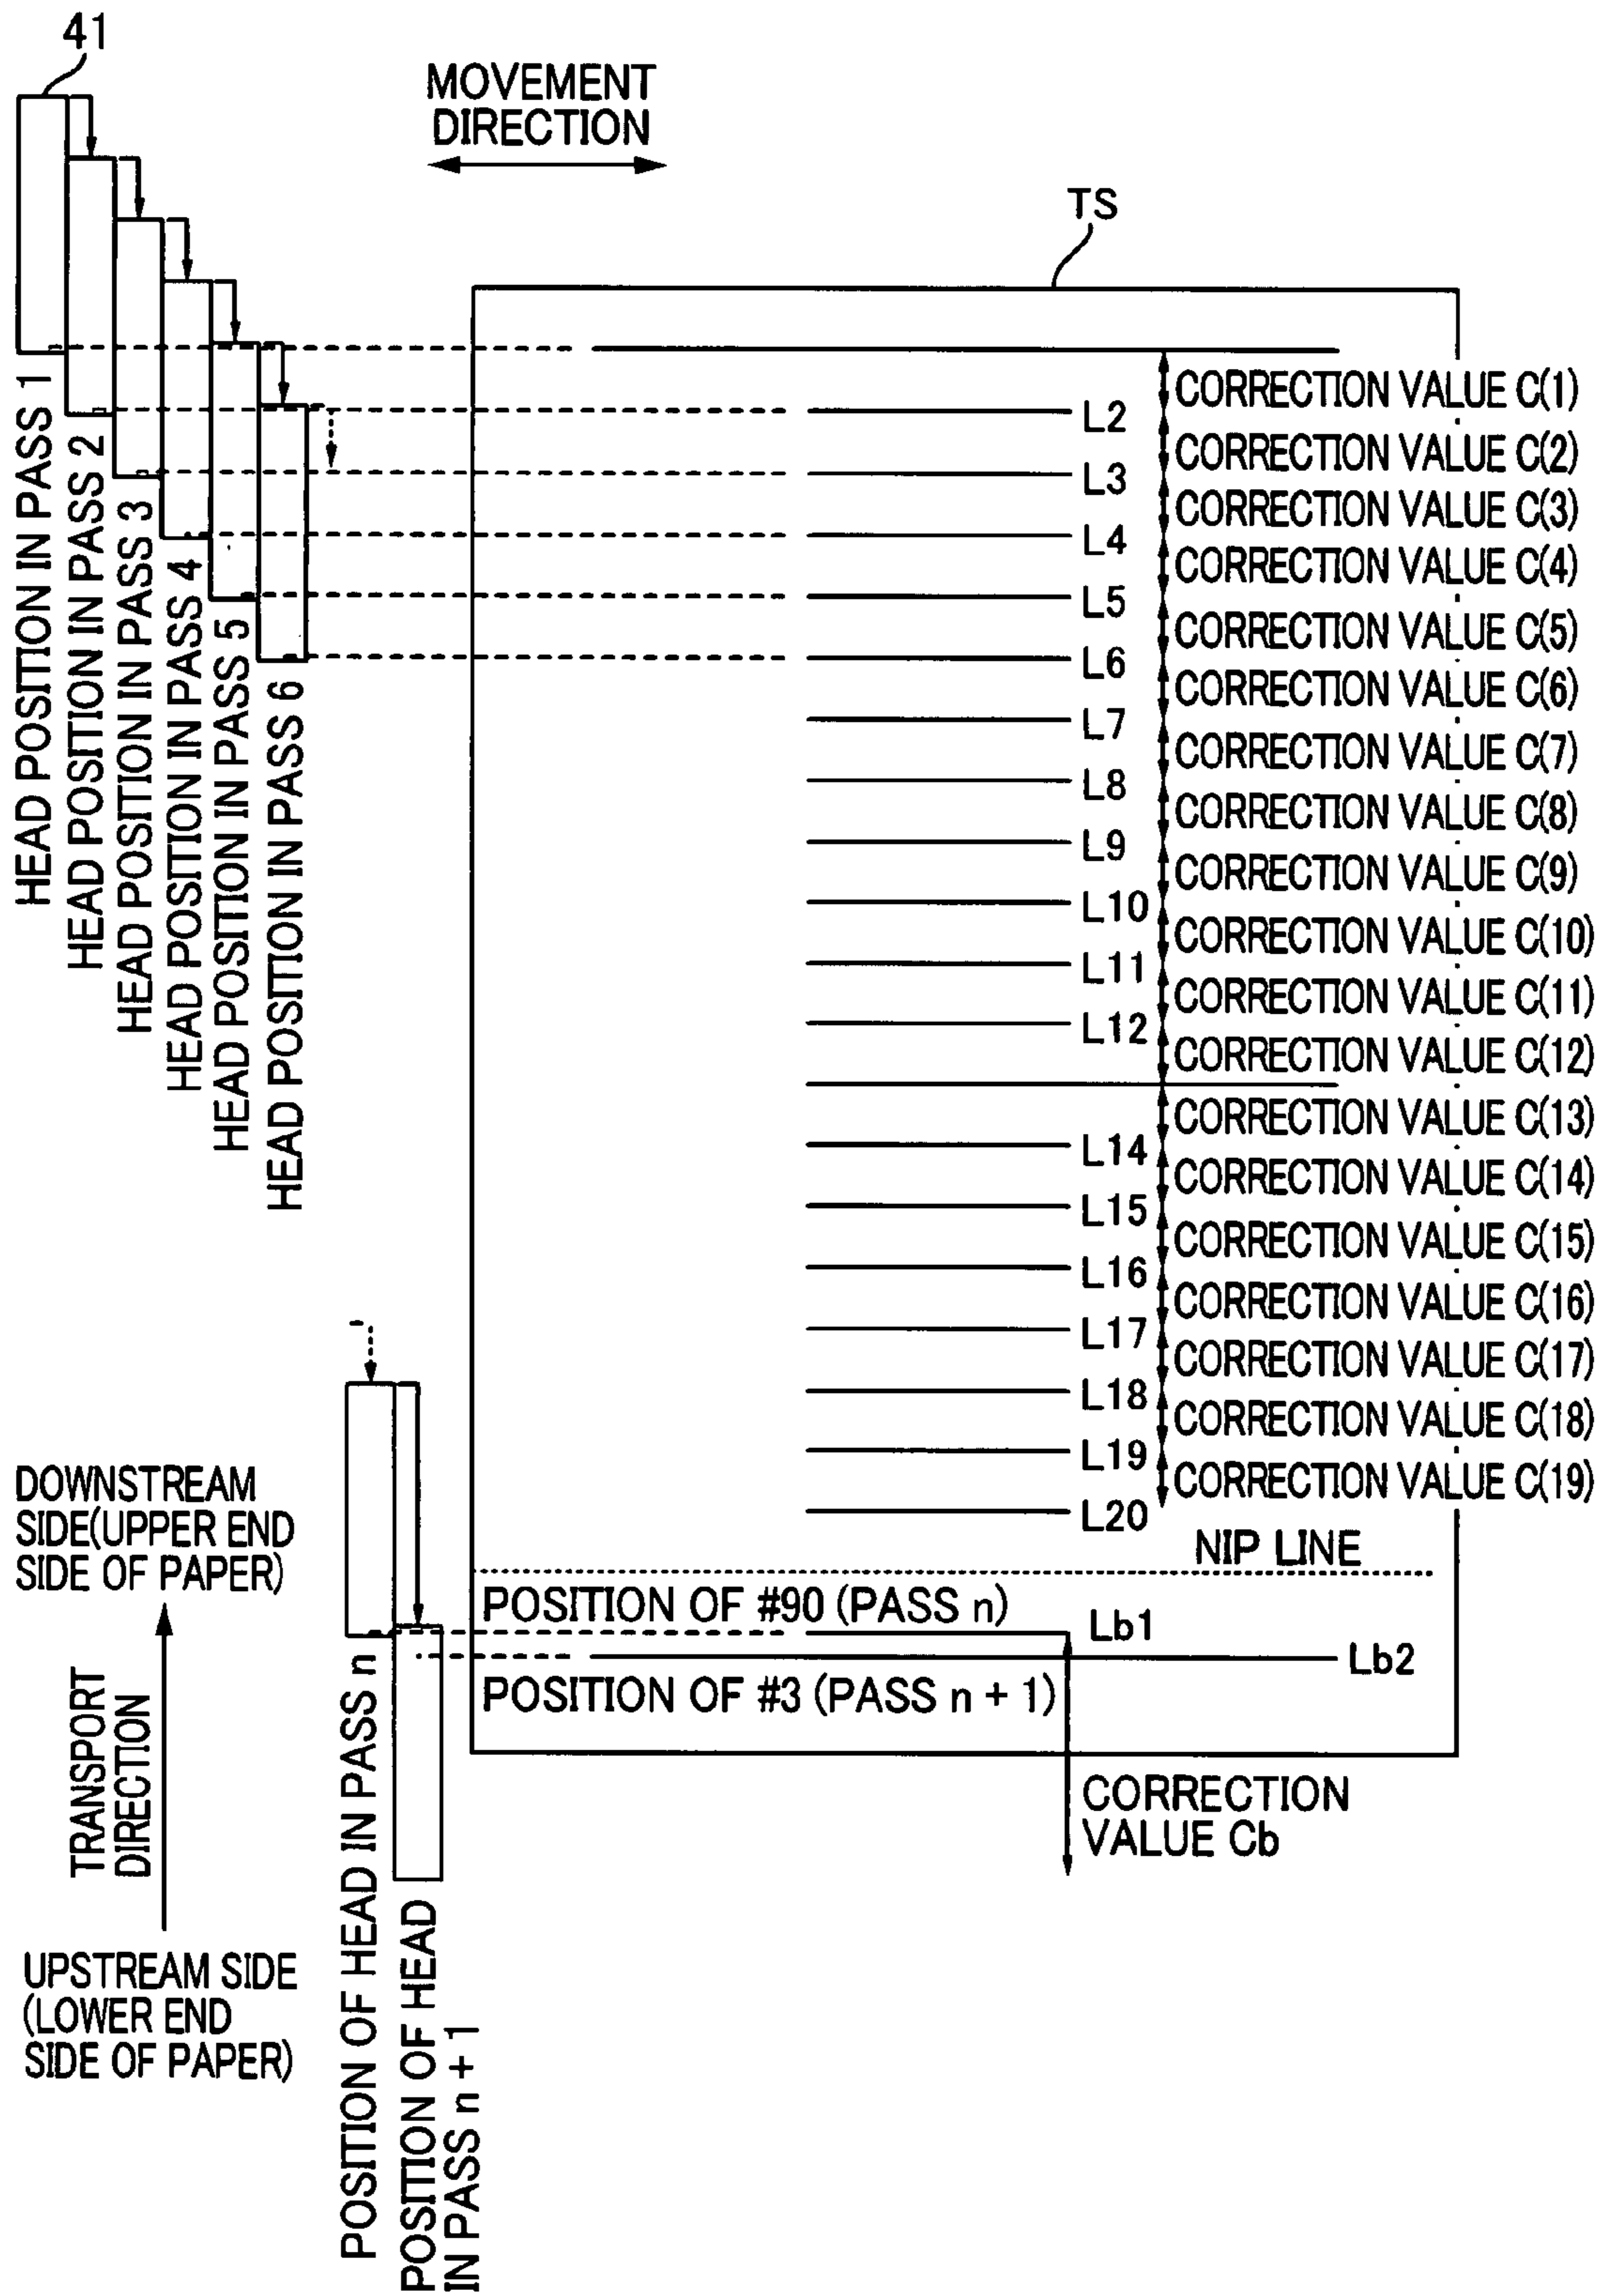 41
MOVEMENT
DIRECTION
TS
HEAD POSITION IN PASS 1
HEAD POSITION IN PASS 2
HEAD POSITION IN PASS 3
HEAD POSITION IN PASS 4
HEAD POSITION IN PASS 5
HEAD POSITION IN PASS 6
CORRECTION VALUE C(1)
L2
CORRECTION VALUE C(2)
L3
CORRECTION VALUE C(3)
L4
CORRECTION VALUE C(4)
L5
CORRECTION VALUE C(5)
L6
CORRECTION VALUE C(6)
L7
CORRECTION VALUE C(7)
L8
CORRECTION VALUE C(8)
L9
CORRECTION VALUE C(9)
L10
CORRECTION VALUE C(10)
L11
CORRECTION VALUE C(11)
L12
CORRECTION VALUE C(12)
CORRECTION VALUE C(13)
L14
CORRECTION VALUE C(14)
L15
CORRECTION VALUE C(15)
L16
CORRECTION VALUE C(16)
L17
CORRECTION VALUE C(17)
L18
CORRECTION VALUE C(18)
L19
CORRECTION VALUE C(19)
L20
NIP LINE
POSITION OF #90 (PASS n)
Lb1
Lb2
POSITION OF #3 (PASS n + 1)
CORRECTION
VALUE Cb
DOWNSTREAM
SIDE(UPPER END
SIDE OF PAPER)
TRANSPORT
DIRECTION
UPSTREAM SIDE
(LOWER END
SIDE OF PAPER)
POSITION OF HEAD IN PASS n
POSITION OF HEAD
IN PASS n + 1